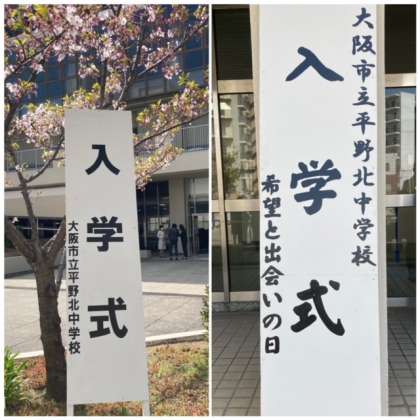 入学式
大阪市立平野北中学校
大阪市立平野北中学校
入学式
希望と出会いの日